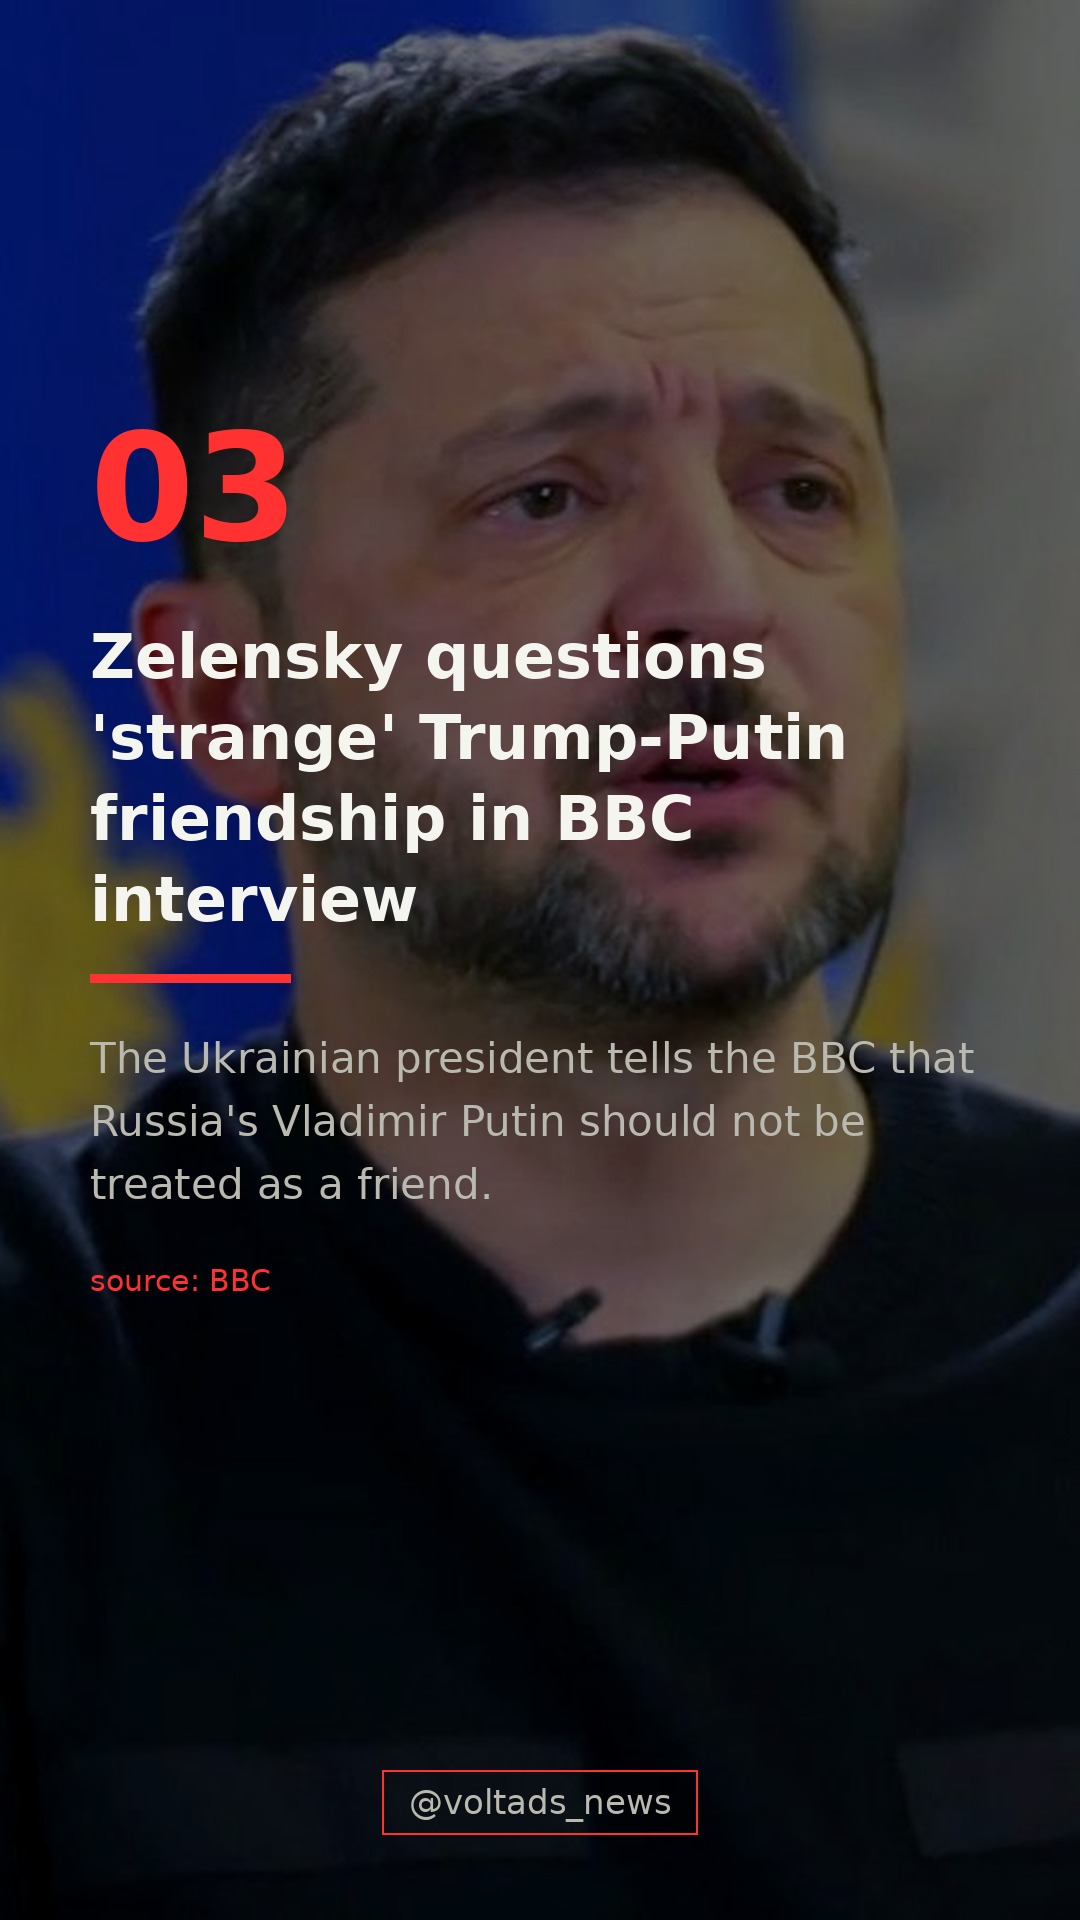 03
Zelensky questions
'strange' Trump-Putin
friendship in BBC
interview
The Ukrainian president tells the BBC that
Russia's Vladimir Putin should not be
treated as a friend.
source: BBC
@voltads_news